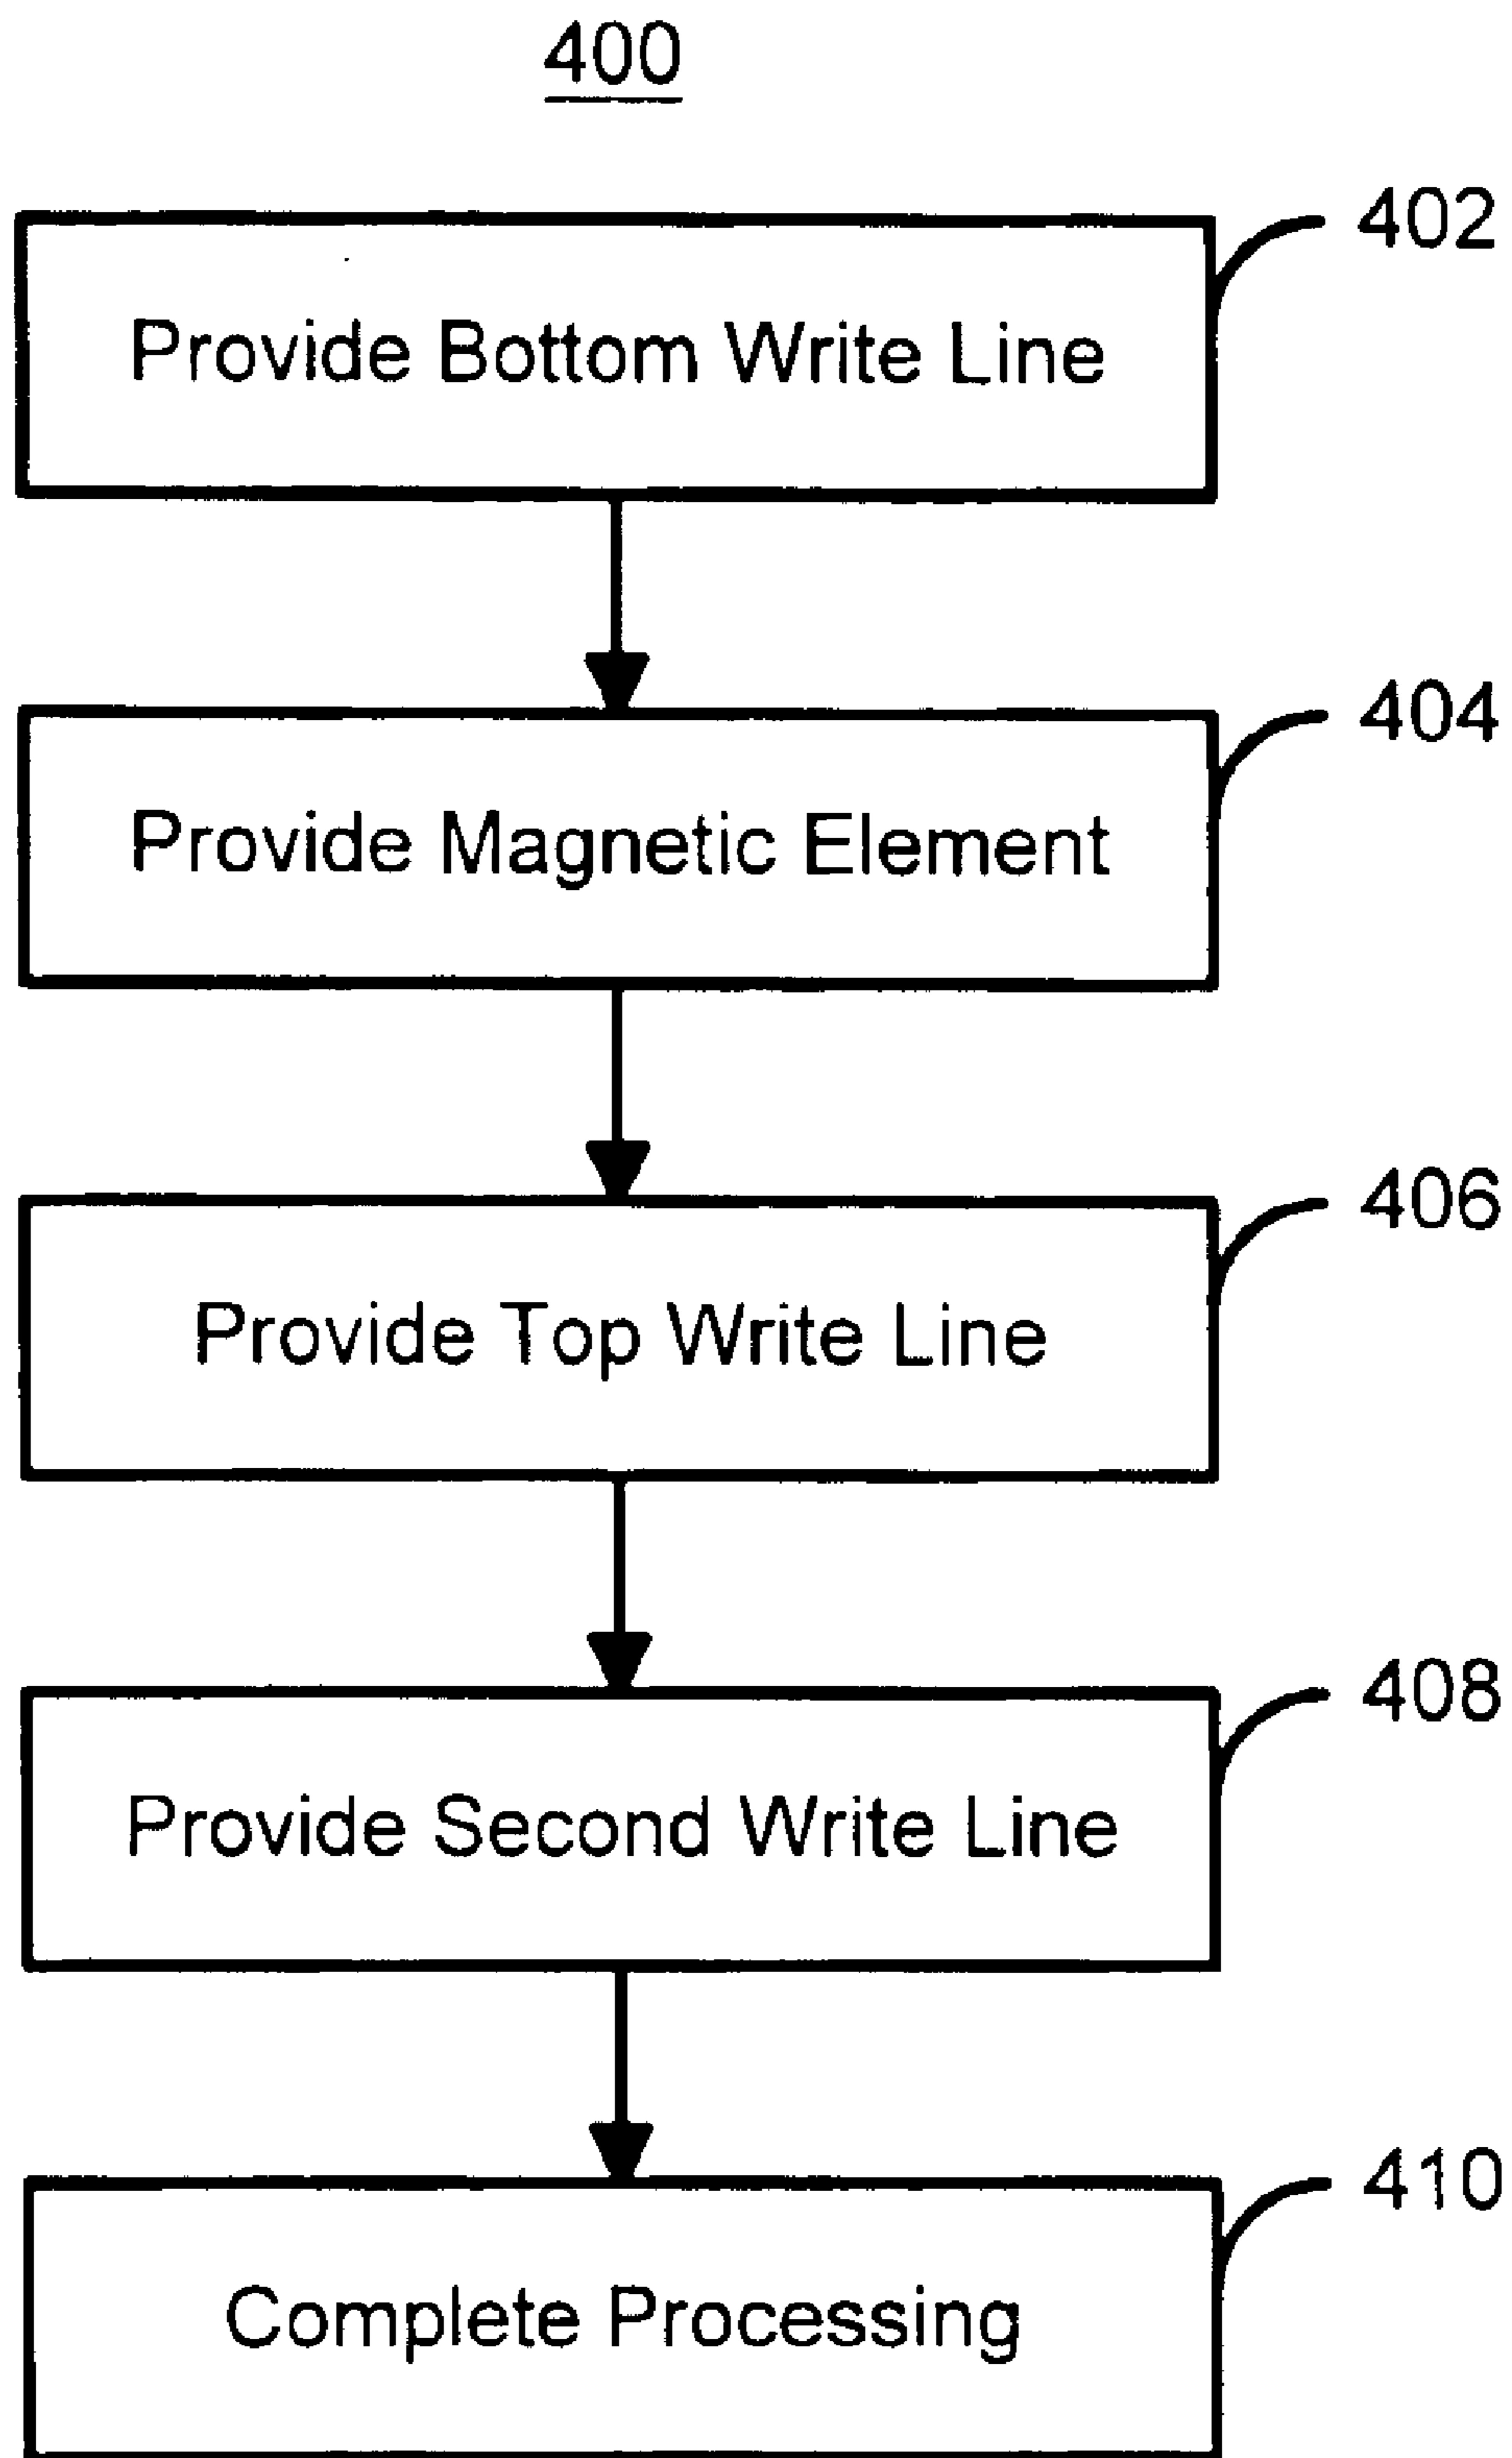 400
402
Provide Bottom Write Line
404
Provide Magnetic Element
406
Provide Top Write Line
408
Provide Second Write Line
410
Complete Processing